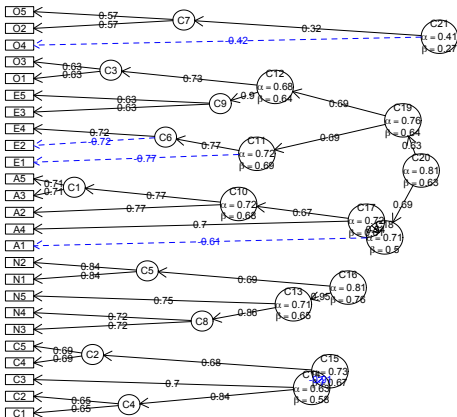 O5
O2
O4
O3
O1
E5
E3
E4
E2
E1
A5
A3
A2
A4
A1
N2
N1
N5
N4
N3
C5
C4
C3
C2
C1
0.57
0.57
C7
0.32
C21
α = 0.41
β = 0.27
-0.42
0.63
0.63
C3
0.73
C12
α = 0.68
β = 0.64
0.63
0.63
C9
0.9
0.69
C19
α = 0.76
β = 0.64
0.72
-0.72
C6
0.77
C11
α = 0.72
β = 0.69
0.69
-0.77
0.63
C20
α = 0.81
β = 0.63
0.71
0.71
C1
0.77
C10
α = 0.72
β = 0.68
0.77
0.67
C17
0.7
0.69
α = 0.71
β = 0.5
-0.61
0.84
0.84
C5
0.69
C16
α = 0.81
β = 0.76
0.75
C13
α = 0.71
β = 0.65
0.95
0.72
0.72
C8
0.86
0.69
0.69
C2
0.68
C15
0.7
α = 0.63
β = 0.58
0.65
0.65
C4
0.84